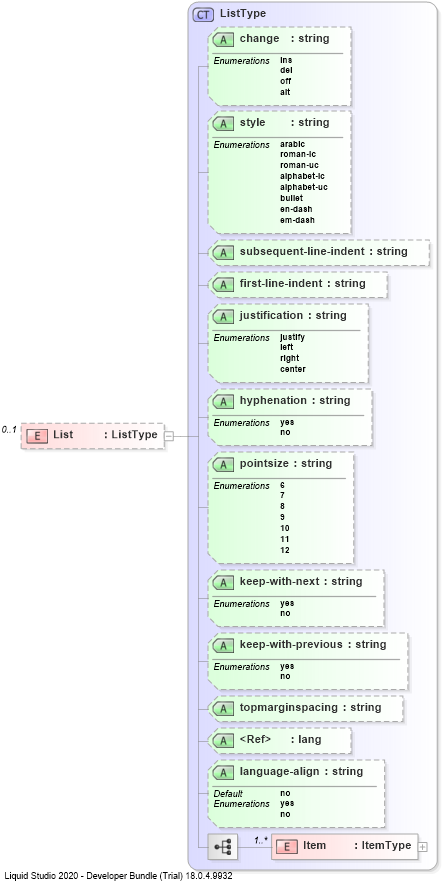 CT ListType
A change : string
Enumerations ins
del
off
alt
A style : string
Enumerations arabic
roman-lc
roman-uc
alphabet-lc
alphabet-uc
bullet
en-dash
em-dash
A subsequent-line-indent : string
A first-line-indent : string
A justification : string
Enumerations justify
left
right
center
A hyphenation : string
Enumerations yes
no
0..1
E List : ListType
A pointsize : string
Enumerations 6
7
8
9
10
11
12
A keep-with-next : string
Enumerations yes
no
A keep-with-previous : string
Enumerations yes
no
A topmarginspacing : string
A <Ref> : lang
A language-align : string
Default no
Enumerations yes
no
1..*
E Item : ItemType
Liquid Studio 2020 - Developer Bundle (Trial) 18.0.4.9932